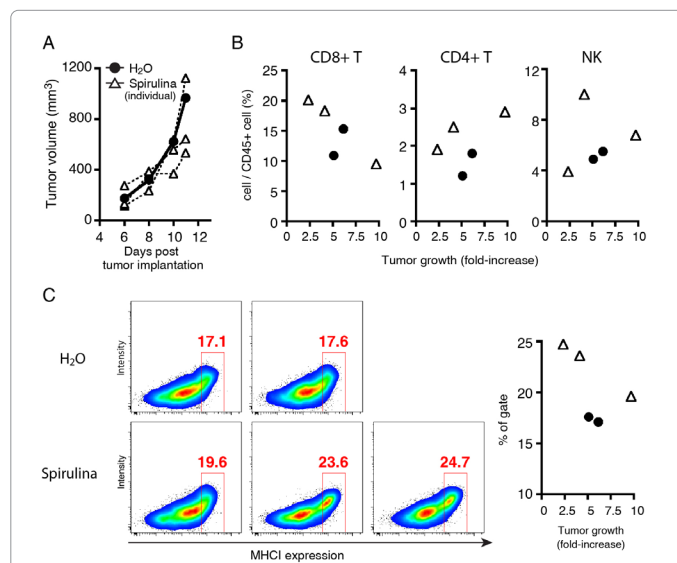 A
H₂O
Spirulina
(individual)
Tumor volume (mm³)
1200
800
400
0
4 6 8 10 12
Days post
tumor implantation
B
CD8+ T
CD4+ T
NK
cell / CD45+ cell (%)
25
20
15
10
5
0
0 2.5 5 7.5 10
4
3
2
1
0
0 2.5 5 7.5 10
12
8
4
0
0 2.5 5 7.5 10
Tumor growth (fold-increase)
C
H₂O
Intensity
17.1
17.6
Spirulina
Intensity
19.6
23.6
24.7
MHCI expression
% of gate
25
20
15
10
0 2.5 5 7.5 10
Tumor growth
(fold-increase)